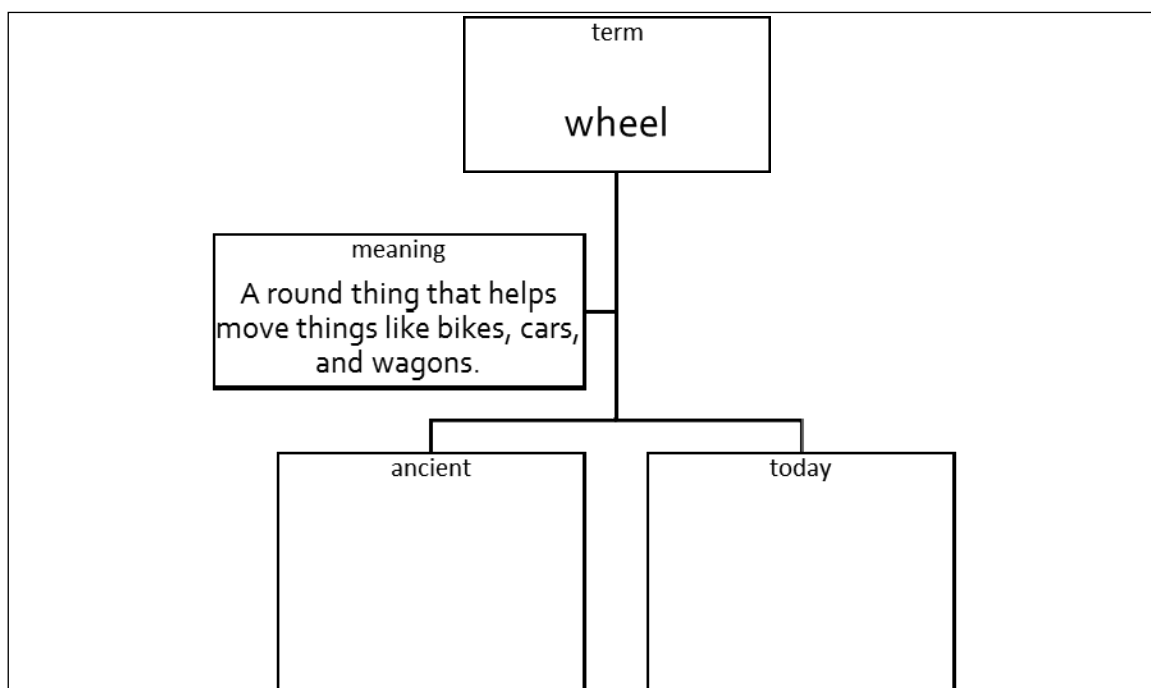 term
wheel
meaning
A round thing that helps
move things like bikes, cars,
and wagons.
ancient
today